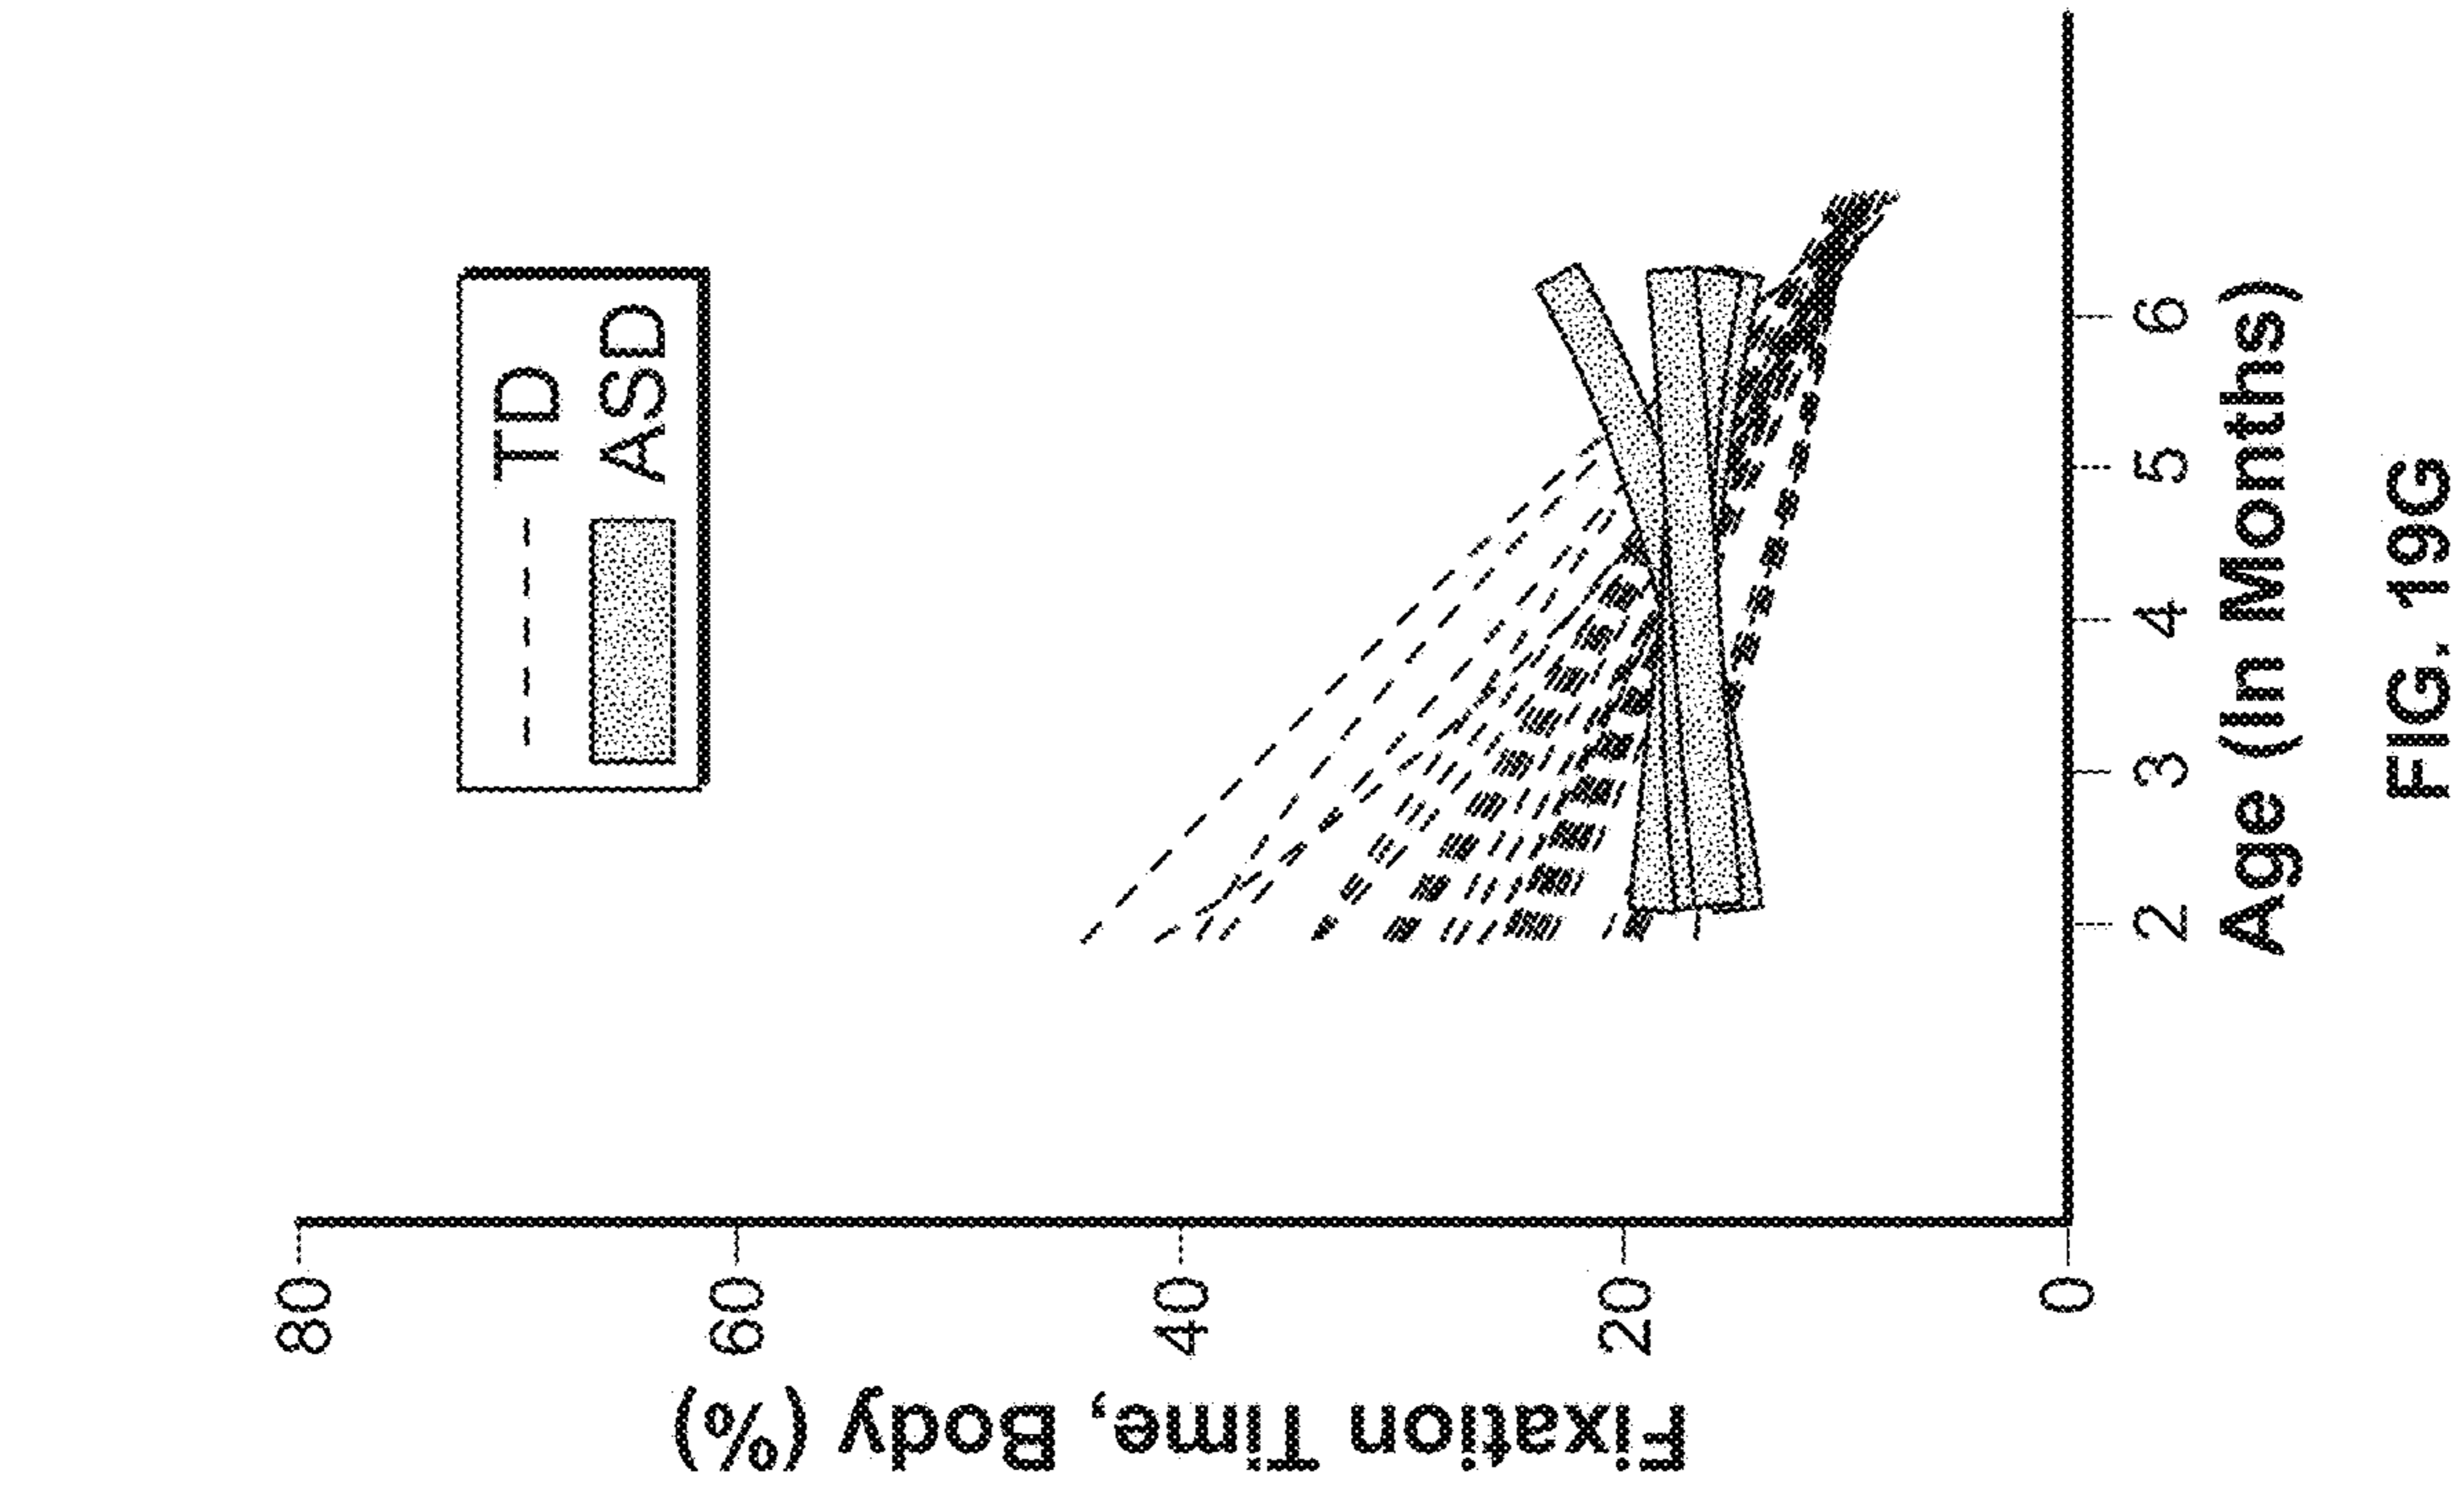 TD
ASD
80
60
40
20
0
Fixation Time, Body (%)
2
3
4
5
6
Age (In Months)
FIG. 19G